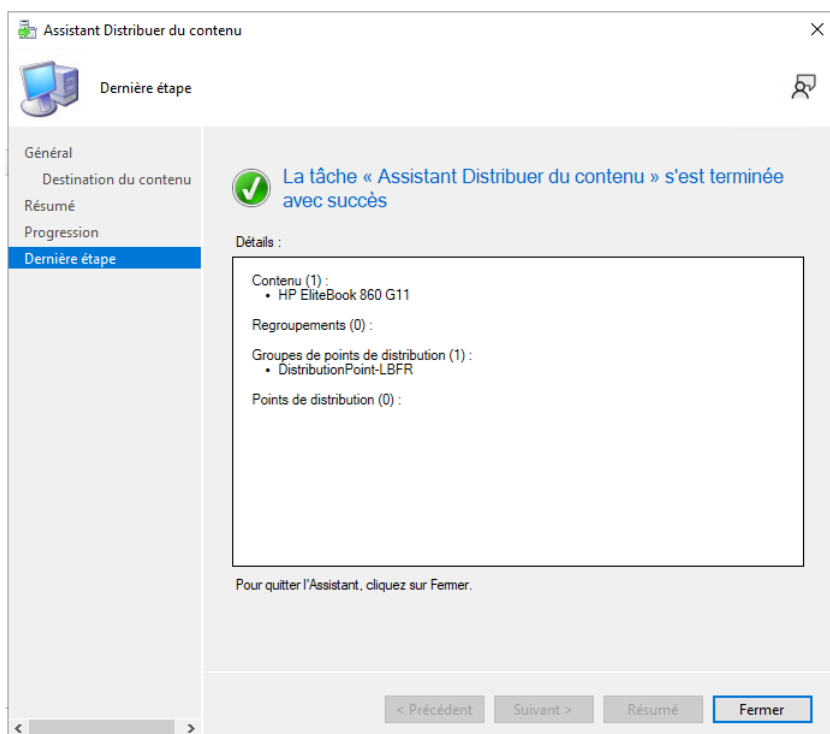 Assistant Distribuer du contenu
Dernière étape
Général
Destination du contenu
Résumé
Progression
Dernière étape
La tâche « Assistant Distribuer du contenu » s'est terminée
avec succès
Détails :
Contenu (1) :
• HP EliteBook 860 G11
Regroupements (0) :
Groupes de points de distribution (1) :
• DistributionPoint-LBFR
Points de distribution (0) :
Pour quitter l'Assistant, cliquez sur Fermer.
< Précédent
Suivant >
Résumé
Fermer